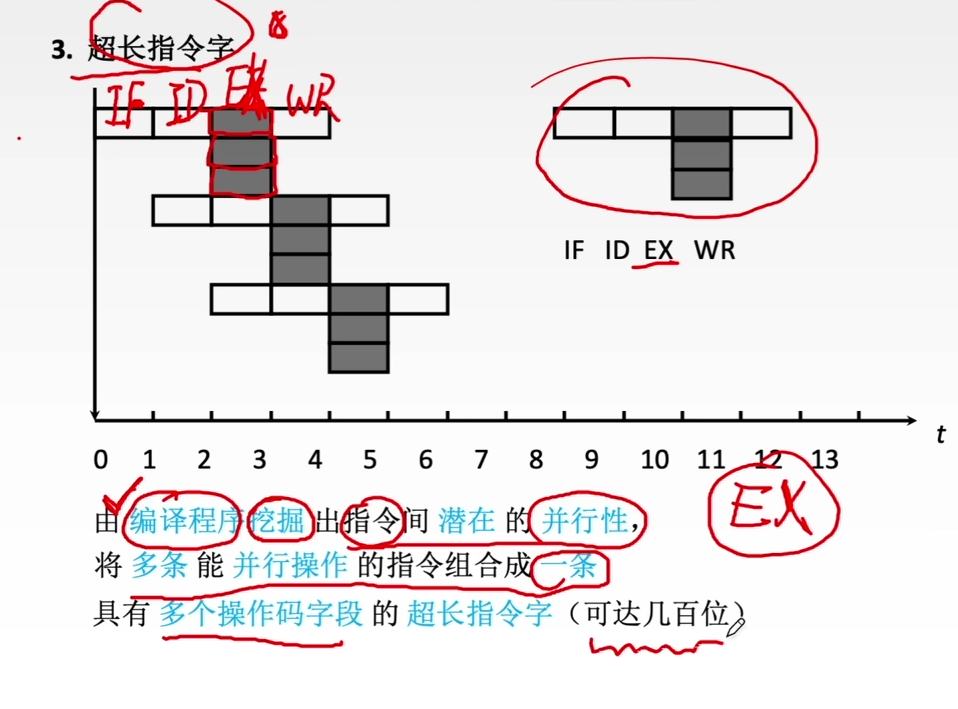 8
3. 超长指令字
IF ID EX WR
IF ID EX WR
t
0 1 2 3 4 5 6 7 8 9 10 11 12 13
EX
由 编译程序 挖掘 出 指令间 潜在 的 并行性，
将 多条 能 并行操作 的指令组合成 一条
具有 多个操作码字段 的 超长指令字（可达几百位）